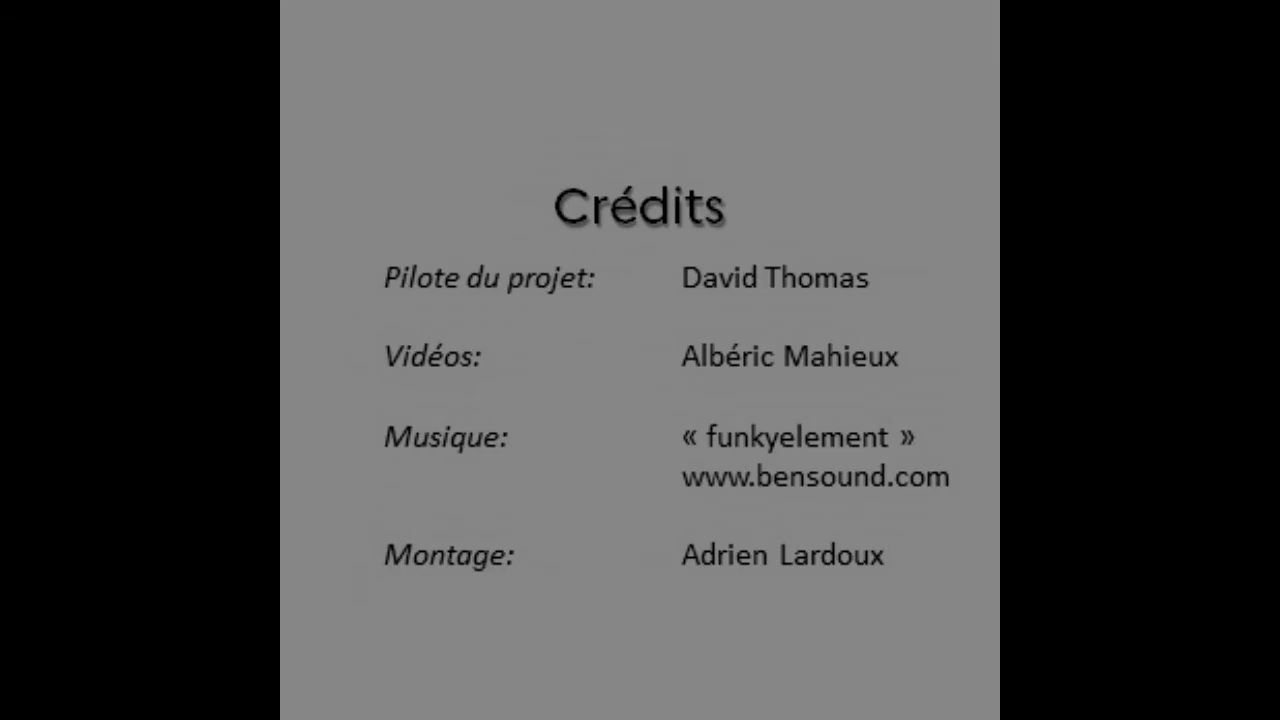 Crédits
Pilote du projet: David Thomas
Vidéos: Albéric Mahieux
Musique: « funkyelement »
www.bensound.com
Montage: Adrien Lardoux